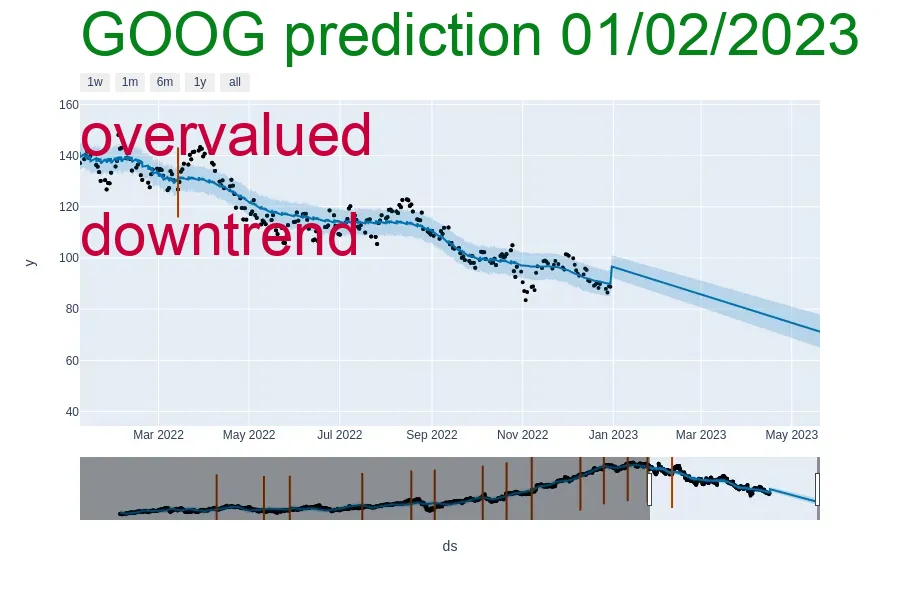 GOOG prediction 01/02/2023
1w 1m 6m 1y all
160
overvalued
140
120
downtrend
100
y
80
60
40
Mar 2022 May 2022 Jul 2022 Sep 2022 Nov 2022 Jan 2023 Mar 2023 May 2023
ds